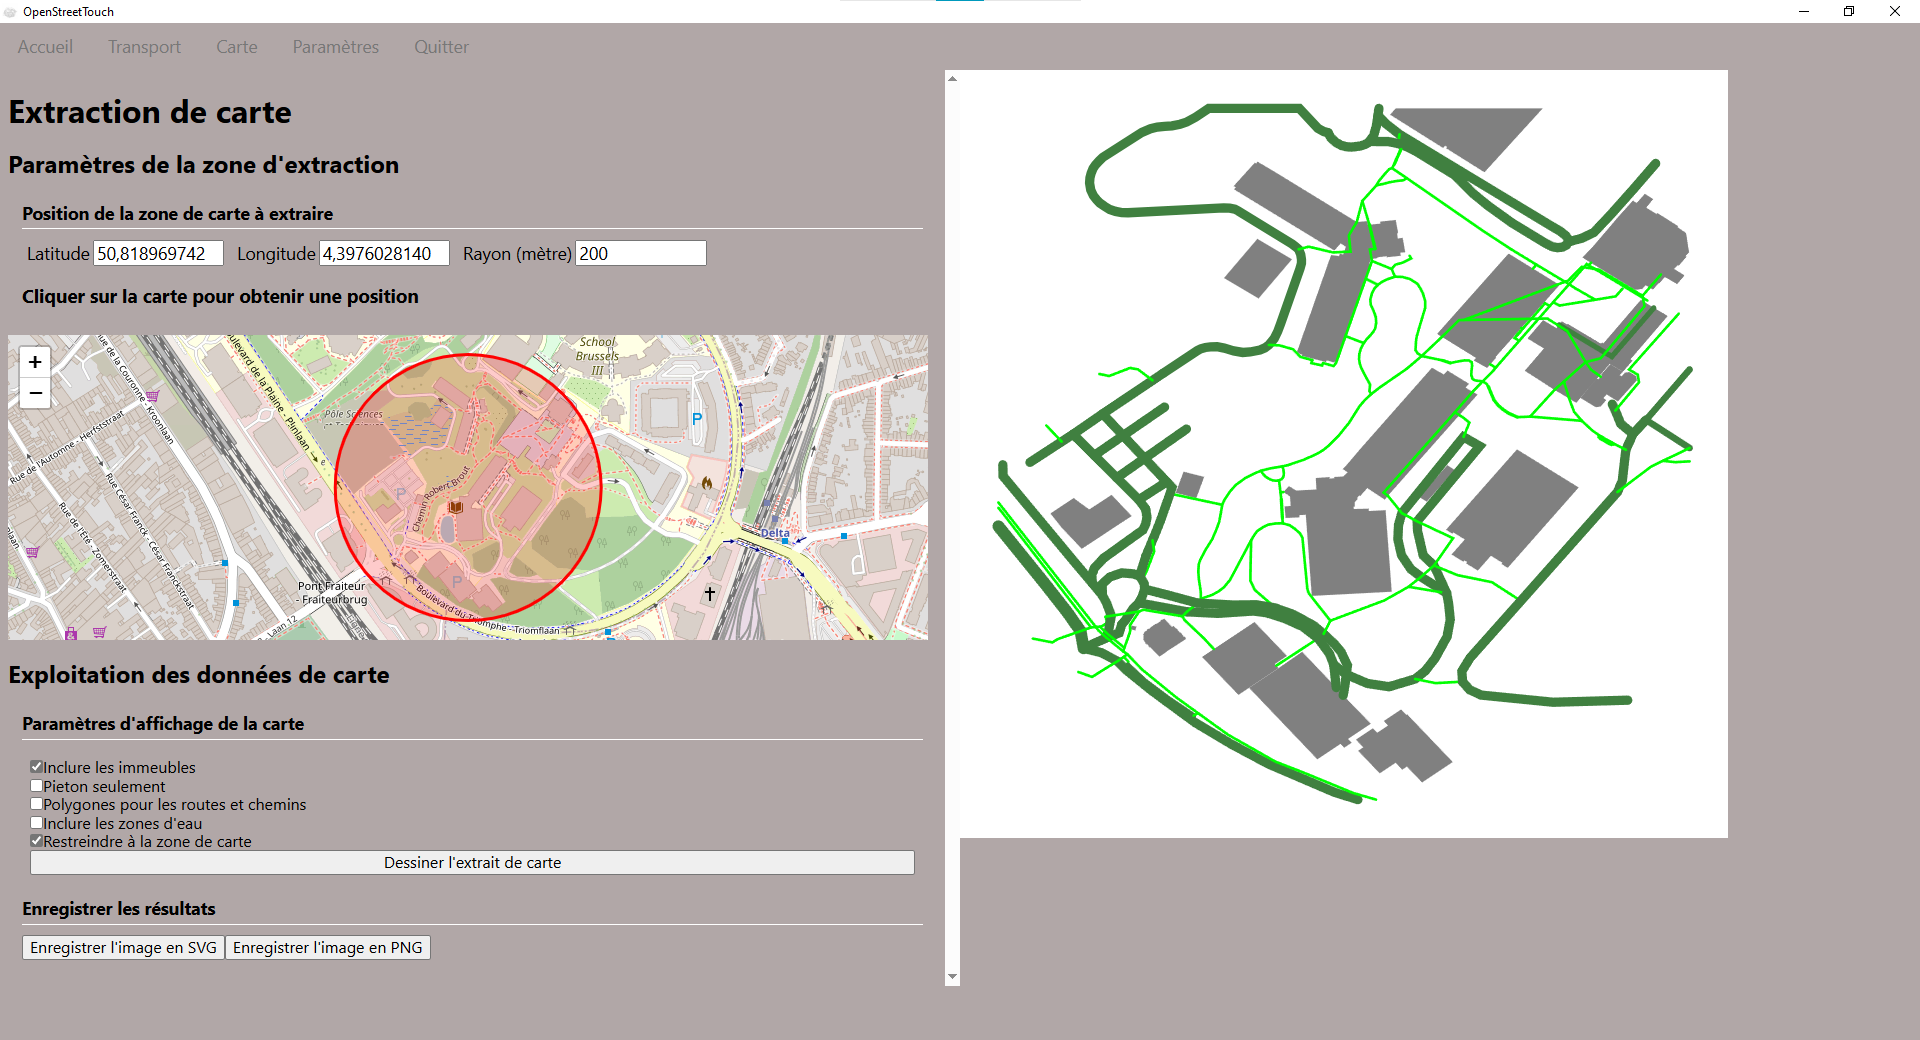 OpenStreetTouch
Accueil Transport Carte Paramètres Quitter
Extraction de carte
Paramètres de la zone d'extraction
Position de la zone de carte à extraire
Latitude 50,818969742 Longitude 4,3976028140 Rayon (mètre) 200
Cliquer sur la carte pour obtenir une position
+
−
School
Brussels
III
Boulevard de la Plaine - Plinlaan
Rue de la Couronne - Kroonlaan
Rue de l'Automne - Herfststraat
Rue César Franck - César Franckstraat
Rue de l'Été - Zomerstraat
Pôle Sciences
P
P
P
Chemin Robert Brout
Delta
Pont Fraiteur
- Fraiteurbrug
Boulevard du Triomphe - Triomflaan
Laan 12
Exploitation des données de carte
Paramètres d'affichage de la carte
Inclure les immeubles
Pieton seulement
Polygones pour les routes et chemins
Inclure les zones d'eau
Restreindre à la zone de carte
Dessiner l'extrait de carte
Enregistrer les résultats
Enregistrer l'image en SVG Enregistrer l'image en PNG